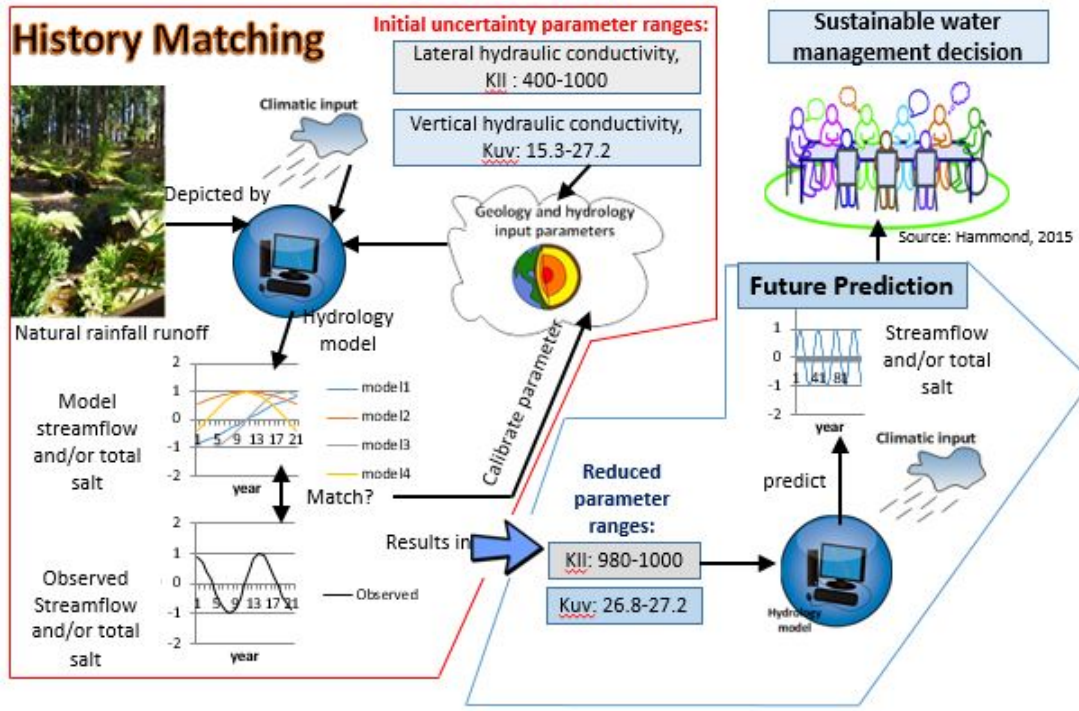 History Matching
Initial uncertainty parameter ranges:
Lateral hydraulic conductivity,
Kll : 400-1000
Vertical hydraulic conductivity,
Kuv: 15.3-27.2
Sustainable water
management decision
Climatic input
Depicted by
Geology and hydrology
input parameters
Source: Hammond, 2015
Natural rainfall runoff
Hydrology
model
Future Prediction
Model
streamflow
and/or total
salt
2
1
0
-1
-2
1 5 9 13 17 21
year
model1
model2
model3
model4
Calibrate parameter
Match?
Streamflow
and/or total
salt
1
0
-1
-2
1 41 81
year
Climatic input
predict
Reduced
parameter
ranges:
Results in
Kll: 980-1000
Kuv: 26.8-27.2
Hydrology
model
Observed
Streamflow
and/or total
salt
2
1
0
-1
-2
1 5 9 13 17 21
year
Observed